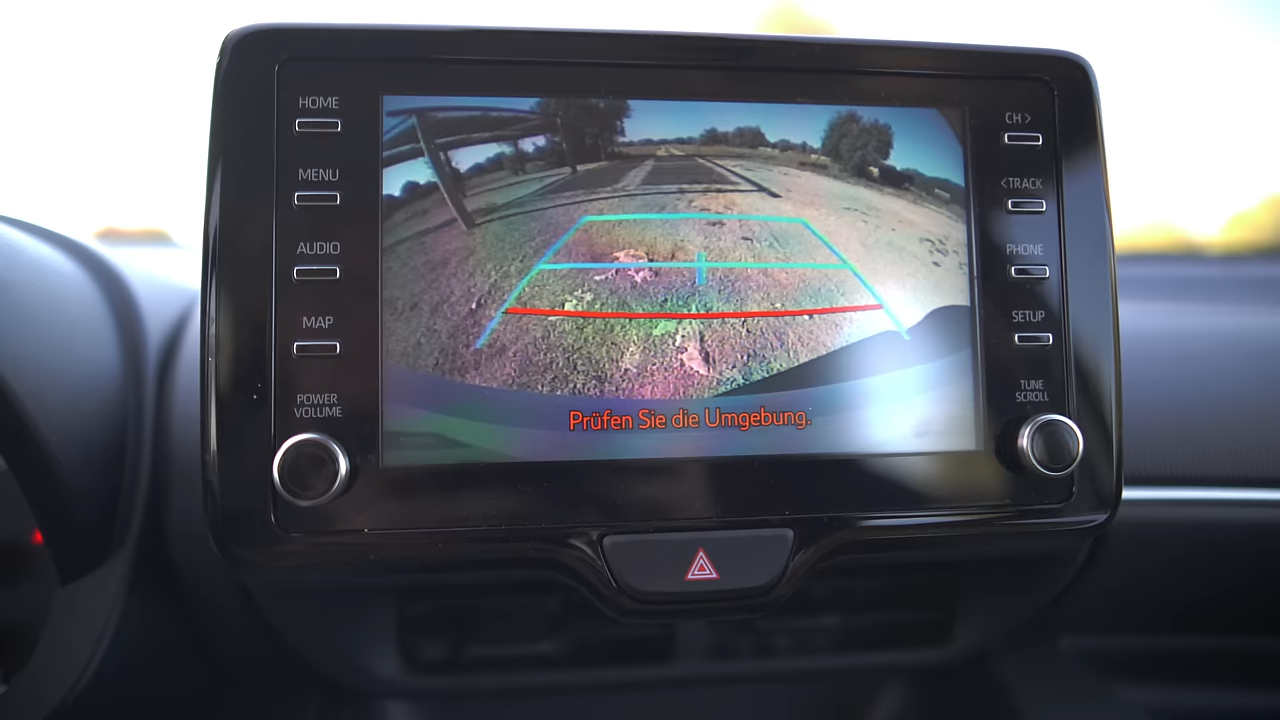 HOME
MENU
AUDIO
MAP
POWER
VOLUME
Prüfen Sie die Umgebung.
CH >
<TRACK
PHONE
SETUP
TUNE
SCROLL